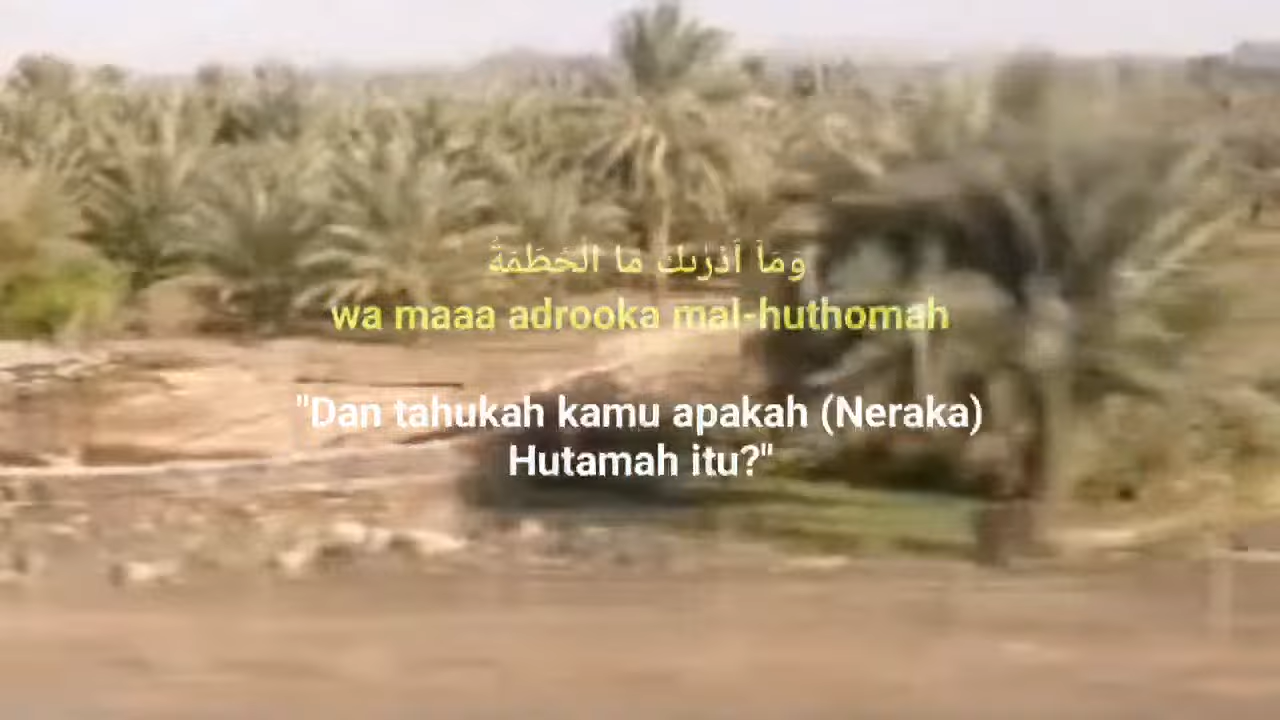 وَمَآ اَدْرٰىكَ مَا الْحُطَمَةُ
wa maaa adrooka mal-huthomah
"Dan tahukah kamu apakah (Neraka)
Hutamah itu?"